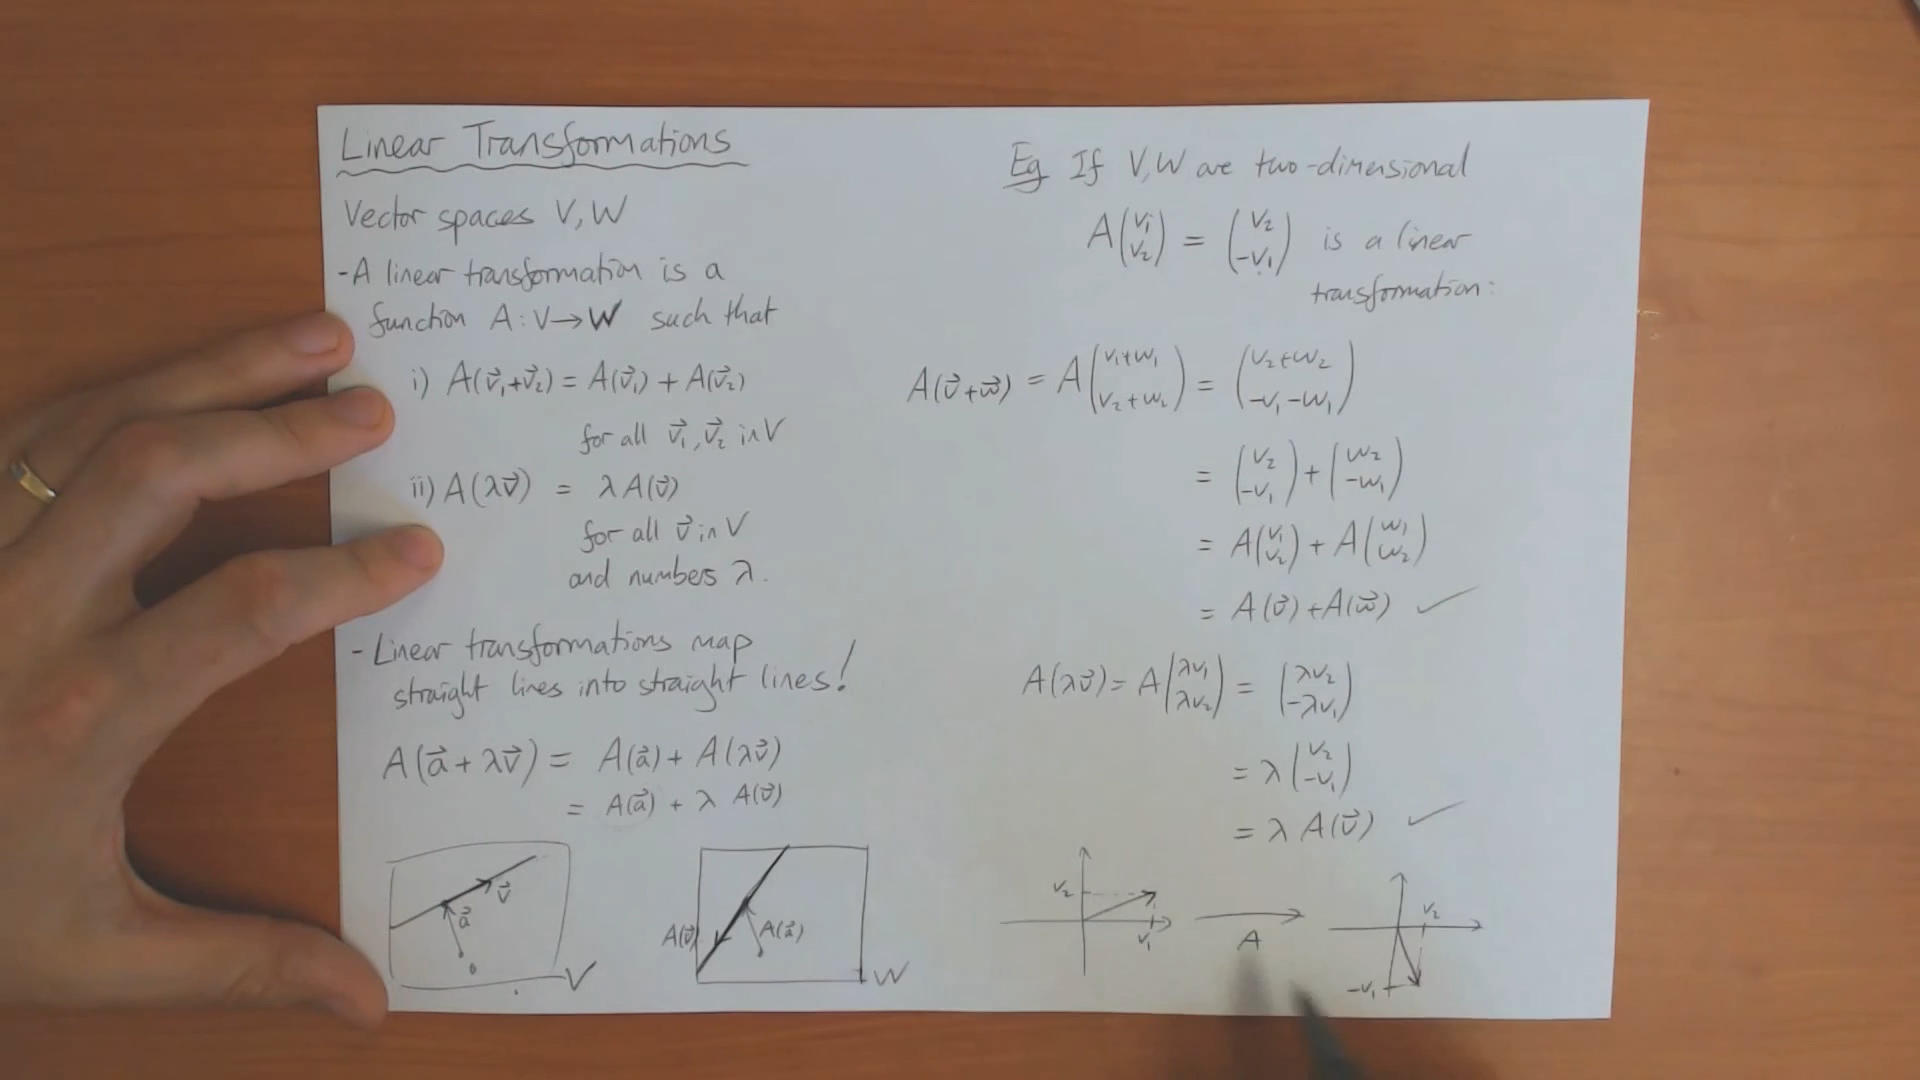 Linear Transformations
Vector spaces V, W
- A linear transformation is a
function A : V → W such that
i) A(v⃗₁+v⃗₂) = A(v⃗₁) + A(v⃗₂)
for all v⃗₁, v⃗₂ in V
ii) A(λv⃗) = λ A(v⃗)
for all v⃗ in V
and numbers λ.
- Linear transformations map
straight lines into straight lines!
A(a⃗ + λv⃗) = A(a⃗) + A(λv⃗)
= A(a⃗) + λ A(v⃗)
v⃗
a⃗
0
V
A(v⃗)
A(a⃗)
W
Eg If V, W are two-dimensional
A(v₁ v₂) = (v₂ -v₁) is a linear
transformation:
A(v⃗+w⃗) = A(v₁+w₁ v₂+w₂) = (v₂+w₂ -v₁-w₁)
= (v₂ -v₁) + (w₂ -w₁)
= A(v₁ v₂) + A(w₁ w₂)
= A(v⃗) + A(w⃗) ✓
A(λv⃗) = A(λv₁ λv₂) = (λv₂ -λv₁)
= λ(v₂ -v₁)
= λ A(v⃗) ✓
v₂
v₁
A
v₂
-v₁